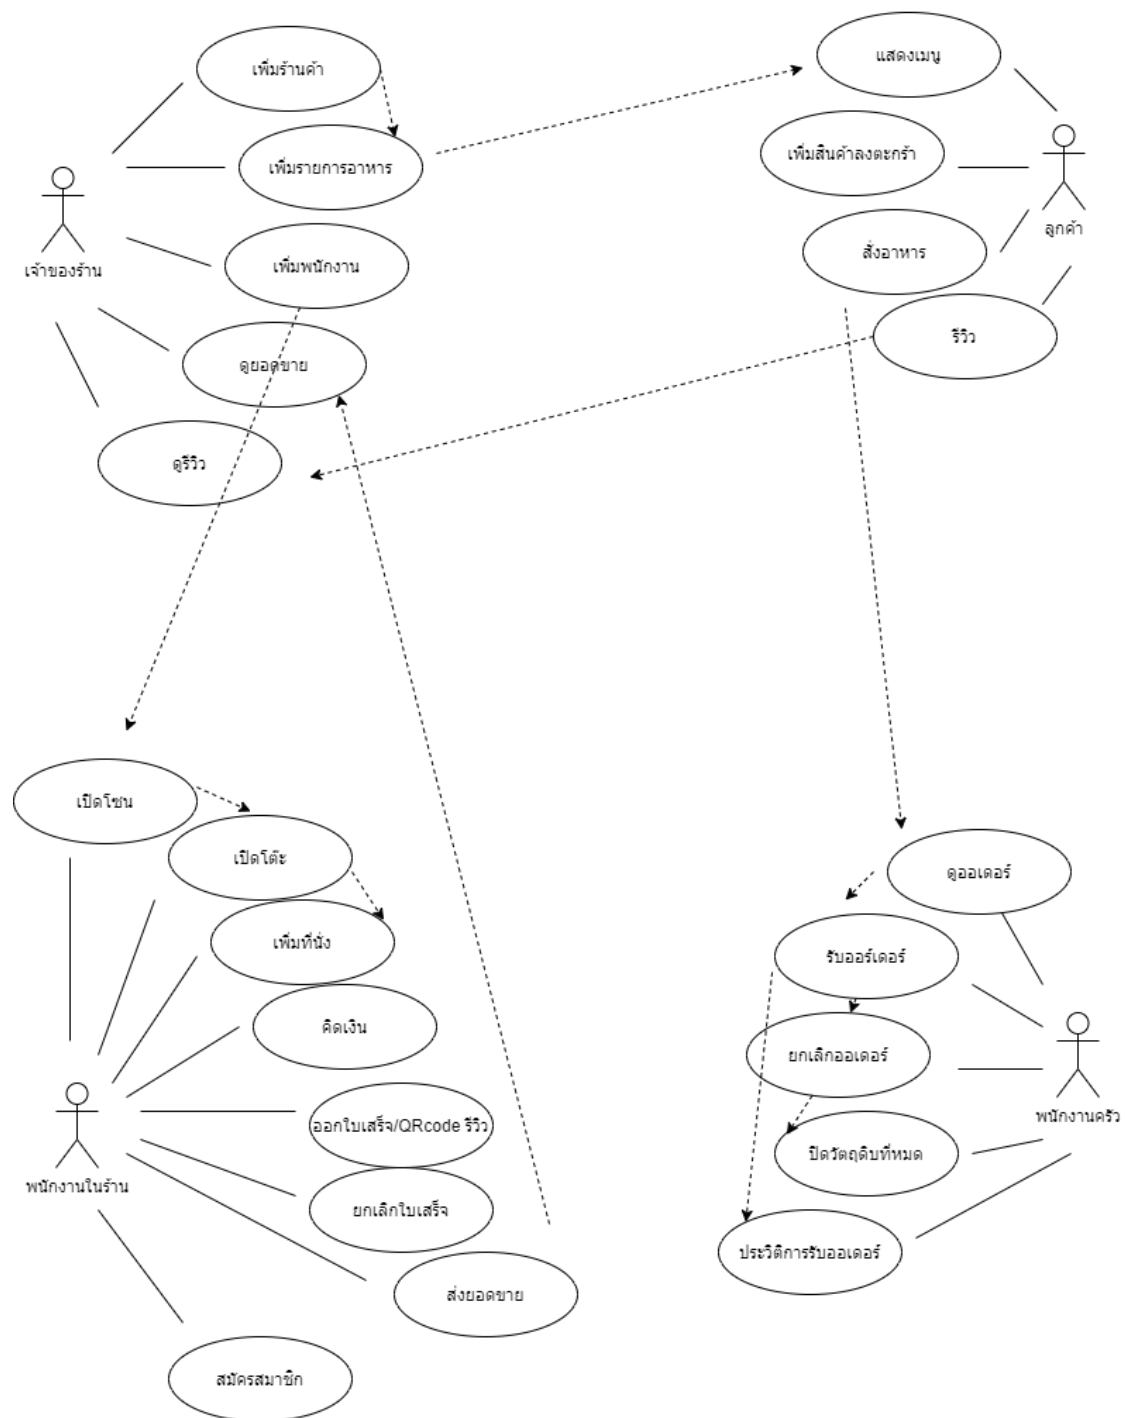 เพิ่มร้านค้า
เพิ่มรายการอาหาร
เพิ่มพนักงาน
ดูยอดขาย
ดูรีวิว
เจ้าของร้าน
แสดงเมนู
เพิ่มสินค้าลงตะกร้า
สั่งอาหาร
รีวิว
ลูกค้า
เปิดโซน
เปิดโต๊ะ
เพิ่มที่นั่ง
คิดเงิน
ออกใบเสร็จ/QRcode รีวิว
ยกเลิกใบเสร็จ
ส่งยอดขาย
สมัครสมาชิก
พนักงานในร้าน
ดูออเดอร์
รับออร์เดอร์
ยกเลิกออเดอร์
ปิดวัตถุดิบที่หมด
ประวิติการรับออเดอร์
พนักงานครัว